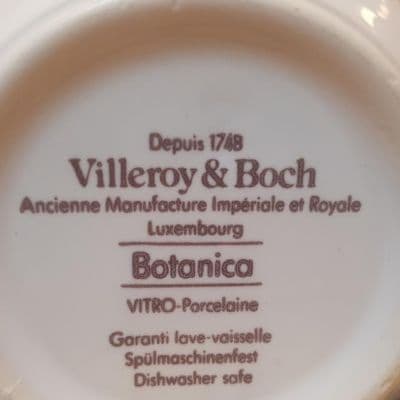 Depuis 1748
Villeroy & Boch
Ancienne Manufacture Impériale et Royale
Luxembourg
Botanica
VITRO-Porcelaine
Garanti lave-vaisselle
Spülmaschinenfest
Dishwasher safe